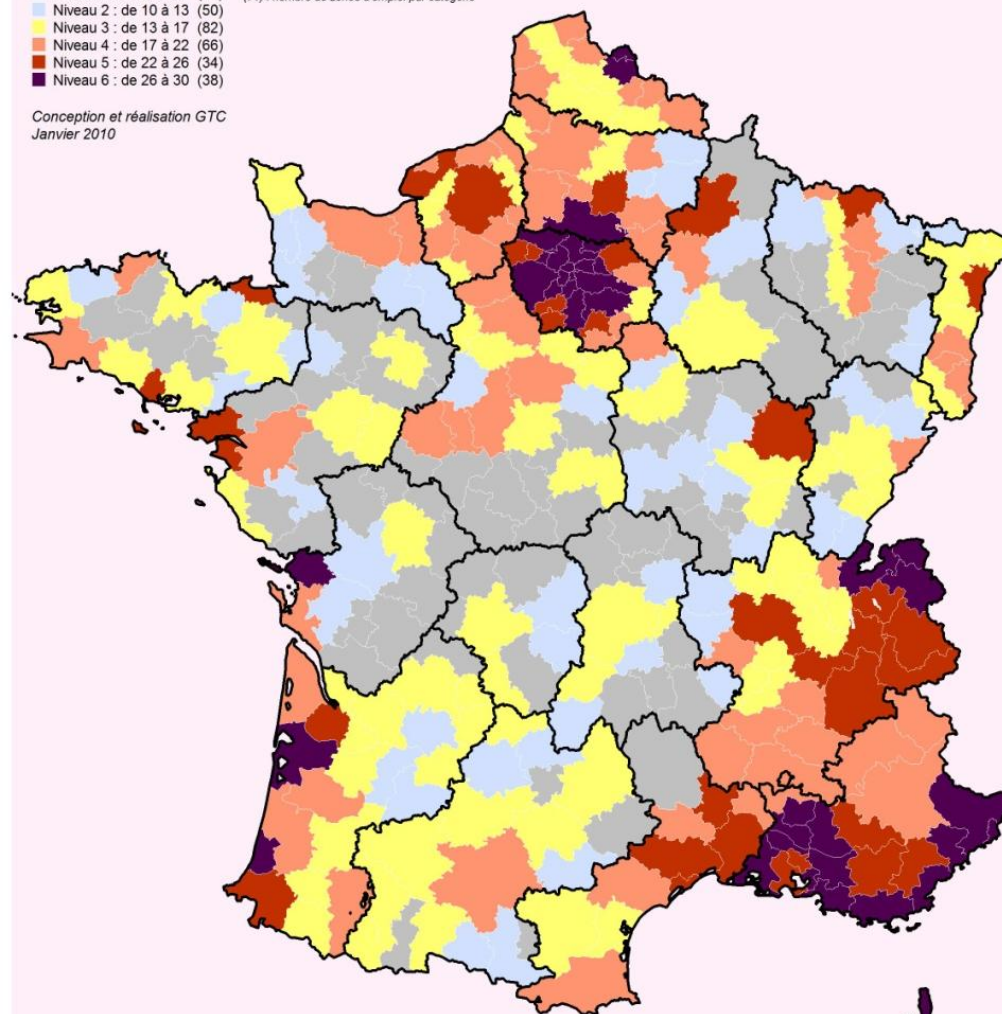 Niveau 2 : de 10 à 13 (50)
Niveau 3 : de 13 à 17 (82)
Niveau 4 : de 17 à 22 (66)
Niveau 5 : de 22 à 26 (34)
Niveau 6 : de 26 à 30 (38)
Conception et réalisation GTC
Janvier 2010